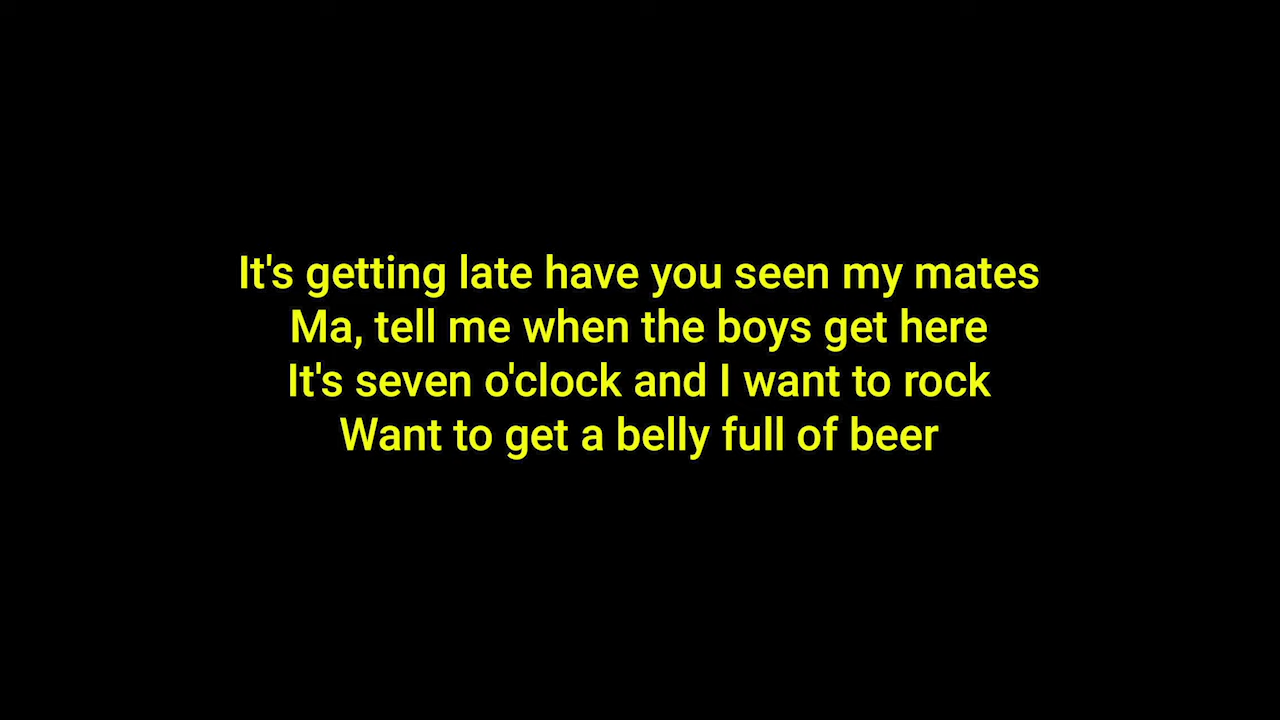 It's getting late have you seen my mates
Ma, tell me when the boys get here
It's seven o'clock and I want to rock
Want to get a belly full of beer